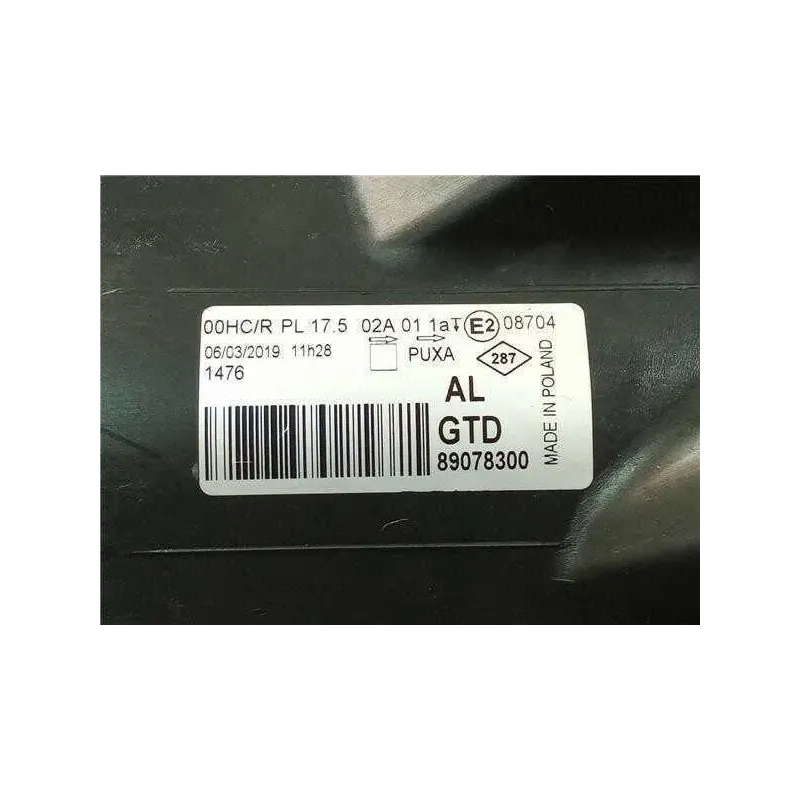 00HC/R PL 17.5 02A 01 1a E2 08704
06/03/2019 11h28 PUXA 287
1476
AL
GTD
89078300
MADE IN POLAND